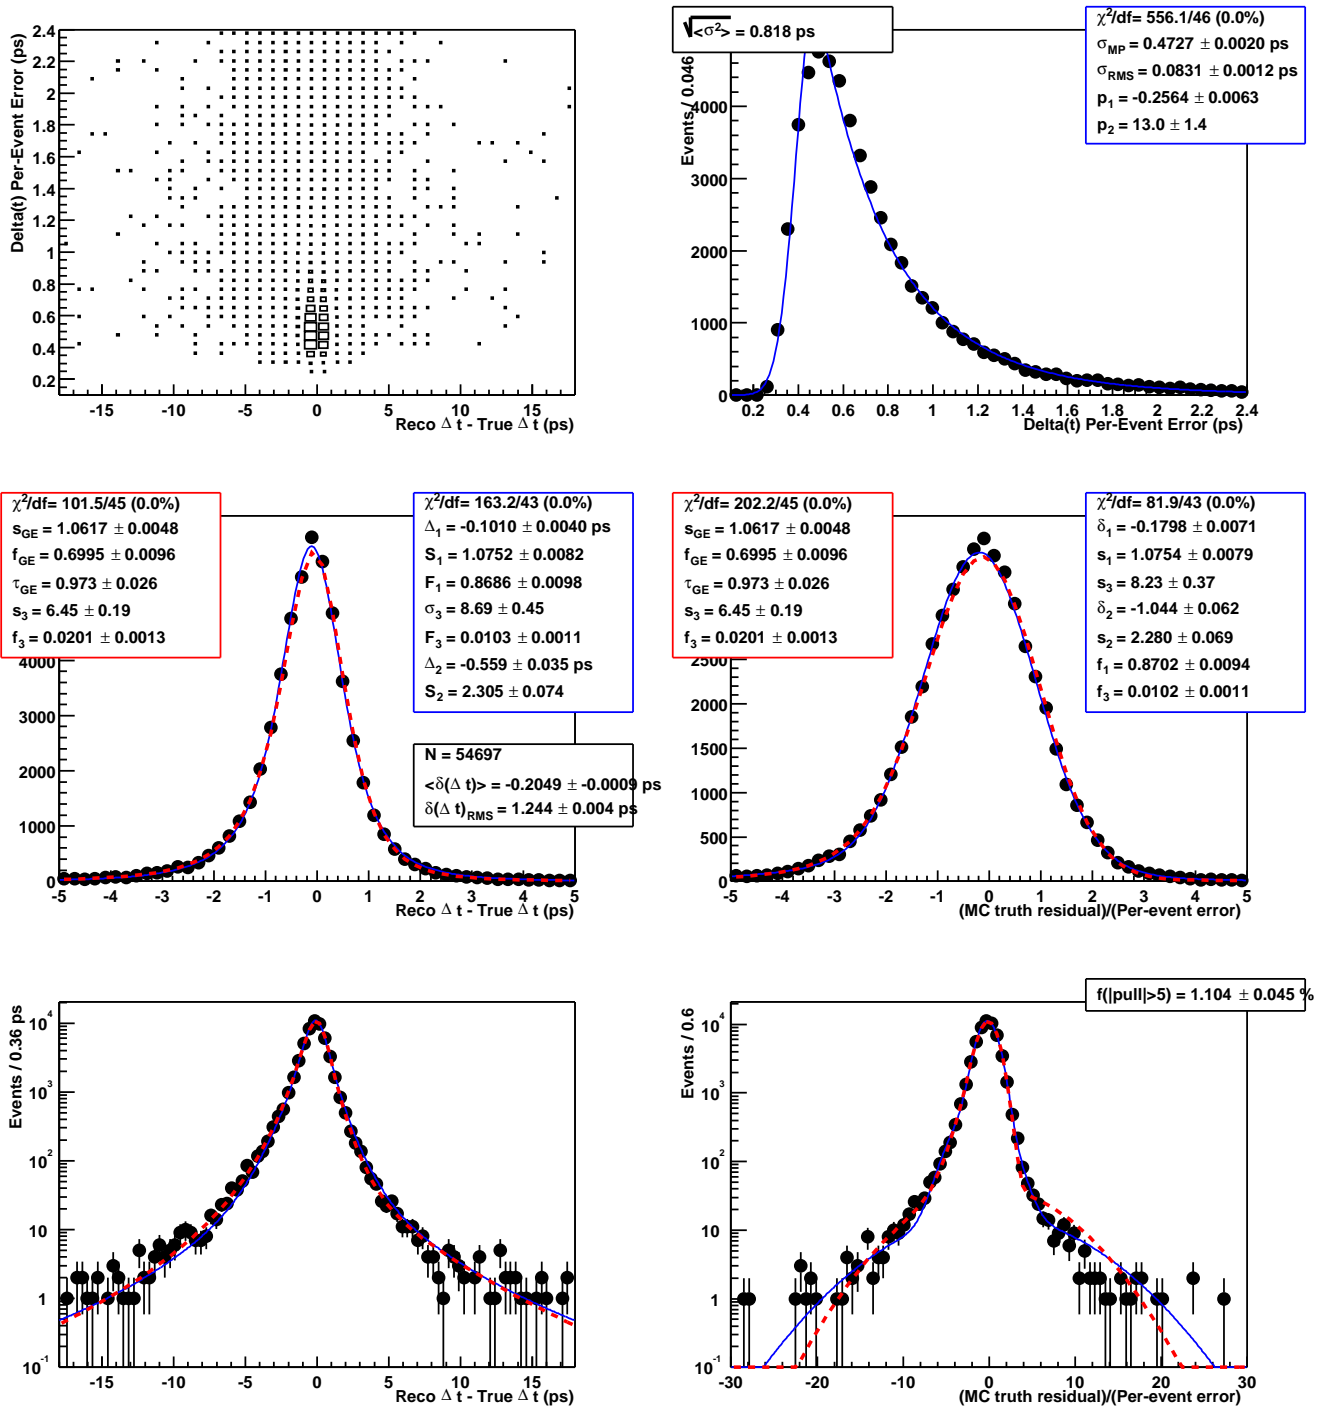 Delta(t) Per-Event Error (ps)
2.4
2.2
2
1.8
1.6
1.4
1.2
1
0.8
0.6
0.4
0.2
-15 -10 -5 0 5 10 15
Reco Δ t - True Δ t (ps)
√<σ²> = 0.818 ps
χ²/df= 556.1/46 (0.0%)
σMP = 0.4727 ± 0.0020 ps
σRMS = 0.0831 ± 0.0012 ps
p1 = -0.2564 ± 0.0063
p2 = 13.0 ± 1.4
Events / 0.046
4000
3000
2000
1000
0
0.2 0.4 0.6 0.8 1 1.2 1.4 1.6 1.8 2 2.2 2.4
Delta(t) Per-Event Error (ps)
χ²/df= 101.5/45 (0.0%)
sGE = 1.0617 ± 0.0048
fGE = 0.6995 ± 0.0096
τGE = 0.973 ± 0.026
s3 = 6.45 ± 0.19
f3 = 0.0201 ± 0.0013
χ²/df= 163.2/43 (0.0%)
Δ1 = -0.1010 ± 0.0040 ps
S1 = 1.0752 ± 0.0082
F1 = 0.8686 ± 0.0098
σ3 = 8.69 ± 0.45
F3 = 0.0103 ± 0.0011
Δ2 = -0.559 ± 0.035 ps
S2 = 2.305 ± 0.074
N = 54697
<δ(Δ t)> = -0.2049 ± -0.0009 ps
δ(Δ t)RMS = 1.244 ± 0.004 ps
4000
3000
2000
1000
0
-5 -4 -3 -2 -1 0 1 2 3 4 5
Reco Δ t - True Δ t (ps)
χ²/df= 202.2/45 (0.0%)
sGE = 1.0617 ± 0.0048
fGE = 0.6995 ± 0.0096
τGE = 0.973 ± 0.026
s3 = 6.45 ± 0.19
f3 = 0.0201 ± 0.0013
χ²/df= 81.9/43 (0.0%)
δ1 = -0.1798 ± 0.0071
s1 = 1.0754 ± 0.0079
s3 = 8.23 ± 0.37
δ2 = -1.044 ± 0.062
s2 = 2.280 ± 0.069
f1 = 0.8702 ± 0.0094
f3 = 0.0102 ± 0.0011
2500
2000
1500
1000
500
0
-5 -4 -3 -2 -1 0 1 2 3 4 5
(MC truth residual)/(Per-event error)
Events / 0.36 ps
10⁴
10³
10²
10
1
10⁻¹
-15 -10 -5 0 5 10 15
Reco Δ t - True Δ t (ps)
f(|pull|>5) = 1.104 ± 0.045 %
Events / 0.6
10⁴
10³
10²
10
1
10⁻¹
-30 -20 -10 0 10 20 30
(MC truth residual)/(Per-event error)